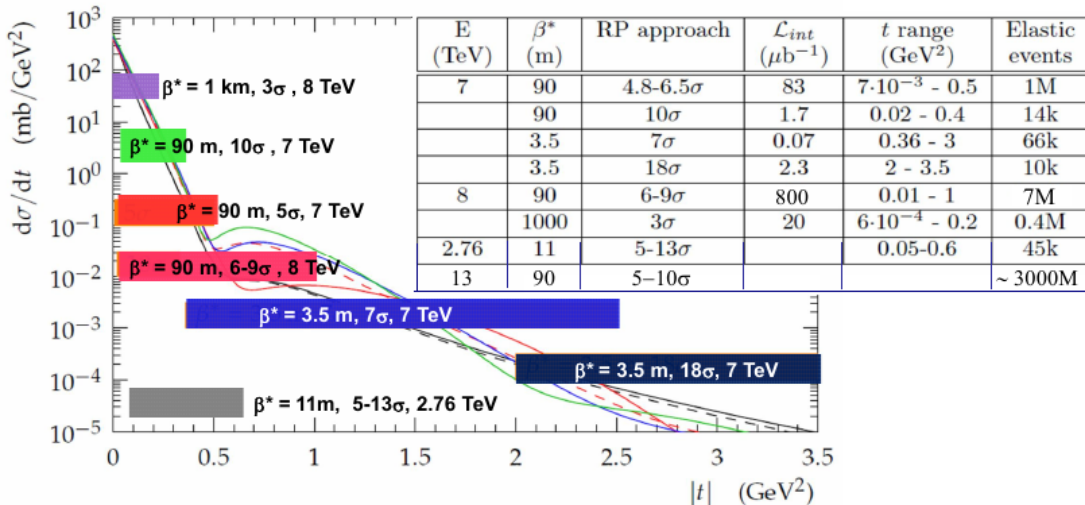 dσ/dt (mb/GeV²)
10³
10²
10¹
10⁰
10⁻¹
10⁻²
10⁻³
10⁻⁴
10⁻⁵
β* = 1 km, 3σ , 8 TeV
β* = 90 m, 10σ , 7 TeV
β* = 90 m, 5σ, 7 TeV
β* = 90 m, 6-9σ , 8 TeV
β* = 3.5 m, 7σ, 7 TeV
β* = 3.5 m, 18σ, 7 TeV
β* = 11m, 5-13σ, 2.76 TeV
0 0.5 1 1.5 2 2.5 3 3.5
|t| (GeV²)
E β* RP approach ℒint t range Elastic
(TeV) (m) (μb⁻¹) (GeV²) events
7 90 4.8-6.5σ 83 7·10⁻³ - 0.5 1M
90 10σ 1.7 0.02 - 0.4 14k
3.5 7σ 0.07 0.36 - 3 66k
3.5 18σ 2.3 2 - 3.5 10k
8 90 6-9σ 800 0.01 - 1 7M
1000 3σ 20 6·10⁻⁴ - 0.2 0.4M
2.76 11 5-13σ 0.05-0.6 45k
13 90 5–10σ ~ 3000M